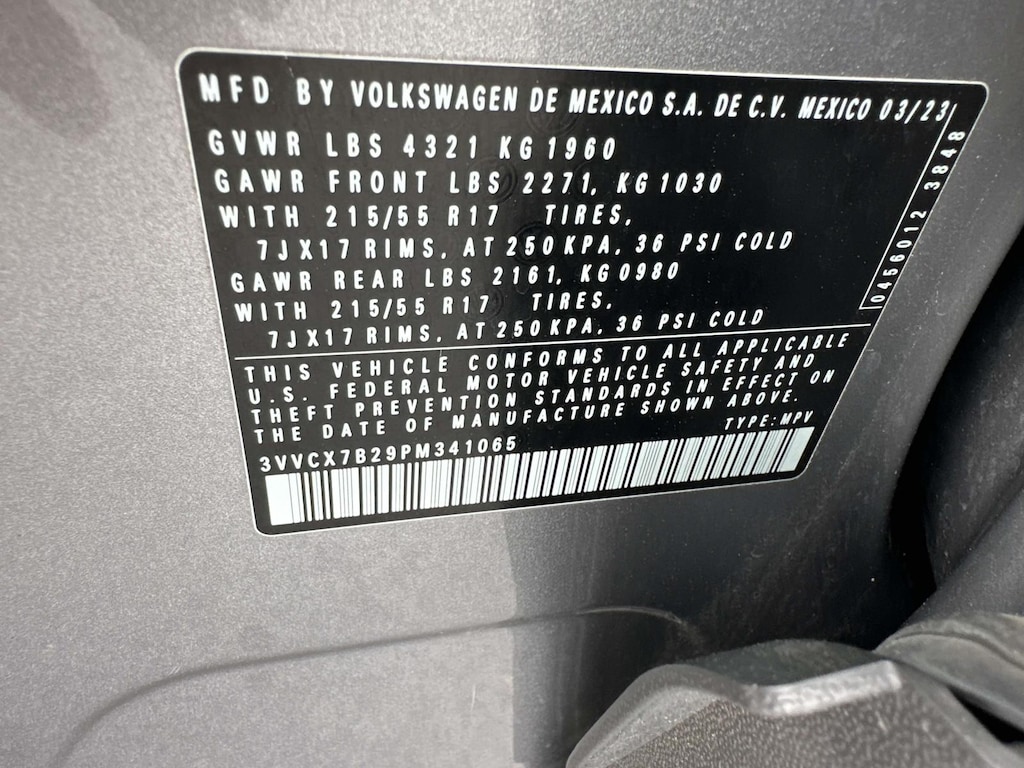 MFD BY VOLKSWAGEN DE MEXICO S.A. DE C.V. MEXICO 03/23
GVWR LBS 4321 KG 1960
GAWR FRONT LBS 2271, KG 1030
WITH 215/55 R17 TIRES,
7JX17 RIMS, AT 250 KPA, 36 PSI COLD
GAWR REAR LBS 2161, KG 0980
WITH 215/55 R17 TIRES,
7JX17 RIMS, AT 250 KPA, 36 PSI COLD
0456012 3848
THIS VEHICLE CONFORMS TO ALL APPLICABLE
U.S. FEDERAL MOTOR VEHICLE SAFETY AND
THEFT PREVENTION STANDARDS IN EFFECT ON
THE DATE OF MANUFACTURE SHOWN ABOVE.
TYPE: MPV
3VVCX7B29PM341065